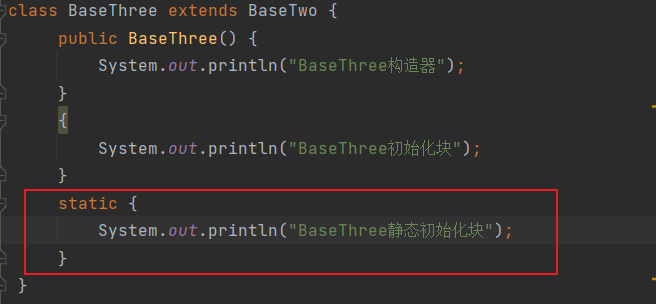 class BaseThree extends BaseTwo {
    public BaseThree() {
        System.out.println("BaseThree构造器");
    }
    {
        System.out.println("BaseThree初始化块");
    }
    static {
        System.out.println("BaseThree静态初始化块");
    }
}